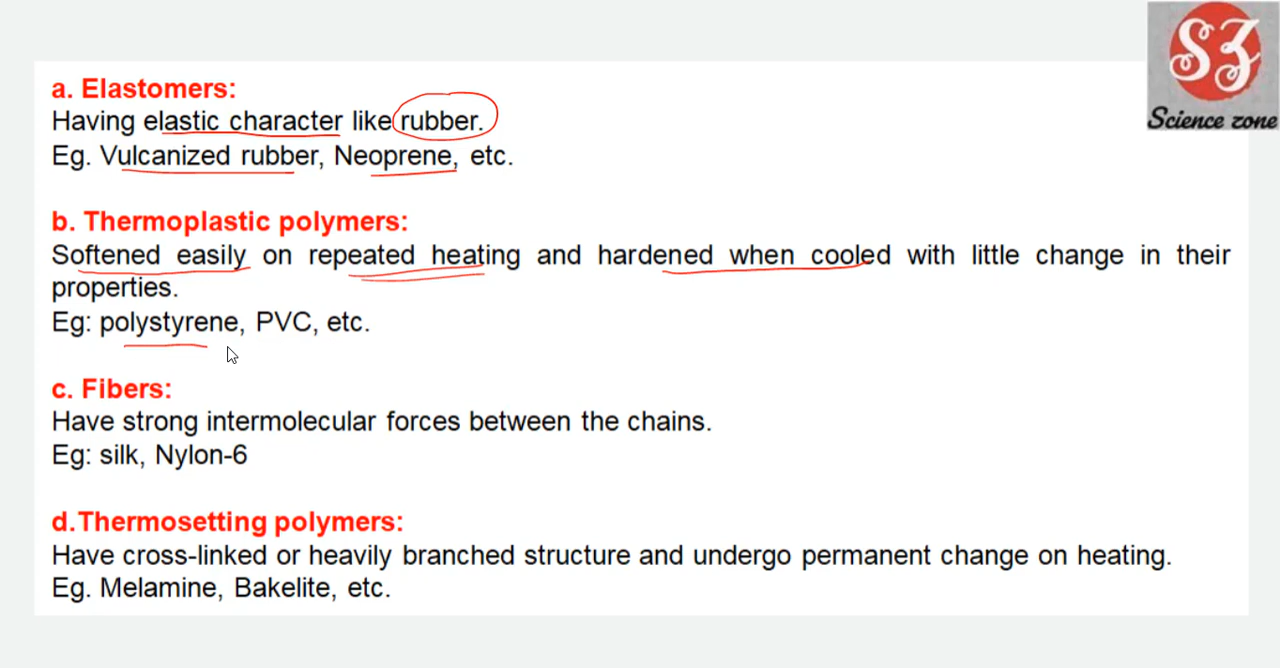 SZ
Science zone
a. Elastomers:
Having elastic character like rubber.
Eg. Vulcanized rubber, Neoprene, etc.
b. Thermoplastic polymers:
Softened easily on repeated heating and hardened when cooled with little change in their
properties.
Eg: polystyrene, PVC, etc.
c. Fibers:
Have strong intermolecular forces between the chains.
Eg: silk, Nylon-6
d.Thermosetting polymers:
Have cross-linked or heavily branched structure and undergo permanent change on heating.
Eg. Melamine, Bakelite, etc.